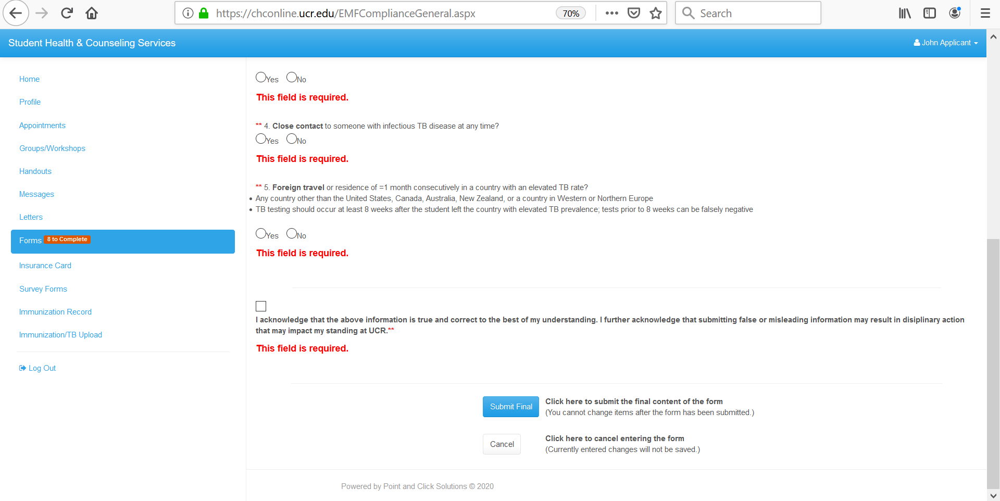 https://chconline.ucr.edu/EMFComplianceGeneral.aspx
70%
Search
Student Health & Counseling Services
John Applicant
Home
Profile
Appointments
Groups/Workshops
Handouts
Messages
Letters
Forms 8 to Complete
Insurance Card
Survey Forms
Immunization Record
Immunization/TB Upload
Log Out
Yes No
This field is required.
** 4. Close contact to someone with infectious TB disease at any time?
Yes No
This field is required.
** 5. Foreign travel or residence of =1 month consecutively in a country with an elevated TB rate?
• Any country other than the United States, Canada, Australia, New Zealand, or a country in Western or Northern Europe
• TB testing should occur at least 8 weeks after the student left the country with elevated TB prevalence; tests prior to 8 weeks can be falsely negative
Yes No
This field is required.
I acknowledge that the above information is true and correct to the best of my understanding. I further acknowledge that submitting false or misleading information may result in disiplinary action
that may impact my standing at UCR.**
This field is required.
Submit Final
Click here to submit the final content of the form
(You cannot change items after the form has been submitted.)
Cancel
Click here to cancel entering the form
(Currently entered changes will not be saved.)
Powered by Point and Click Solutions © 2020